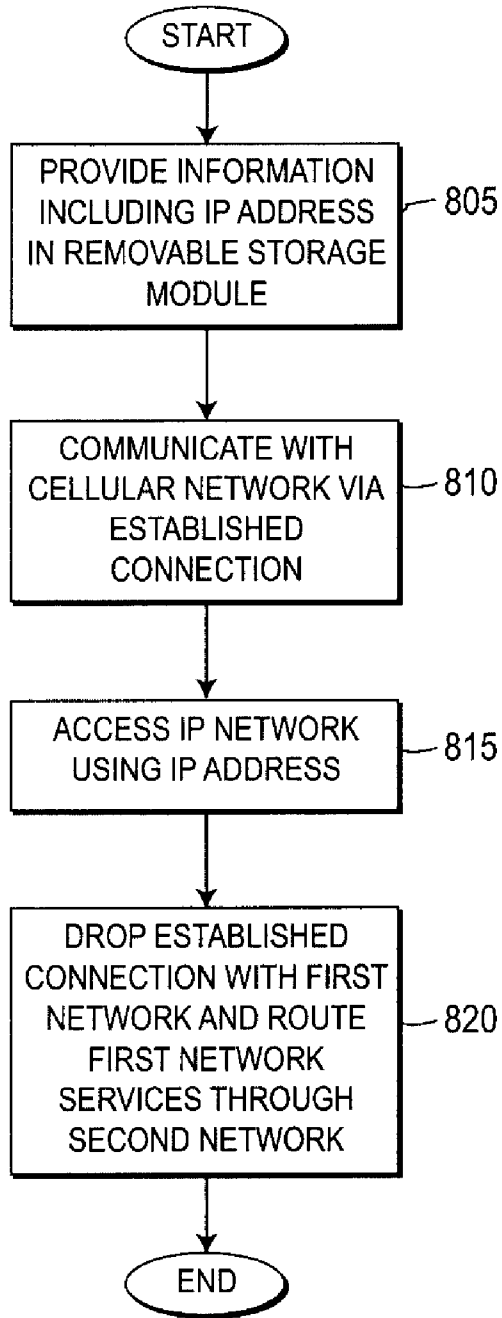 START
PROVIDE INFORMATION
INCLUDING IP ADDRESS
IN REMOVABLE STORAGE
MODULE
805
COMMUNICATE WITH
CELLULAR NETWORK VIA
ESTABLISHED
CONNECTION
810
ACCESS IP NETWORK
USING IP ADDRESS
815
DROP ESTABLISHED
CONNECTION WITH FIRST
NETWORK AND ROUTE
FIRST NETWORK
SERVICES THROUGH
SECOND NETWORK
820
END